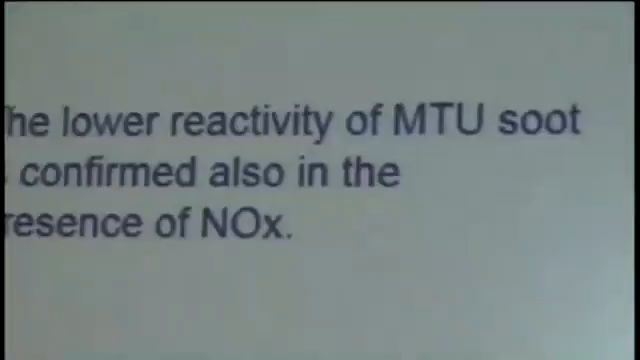 he lower reactivity of MTU soot
confirmed also in the
resence of NOx.